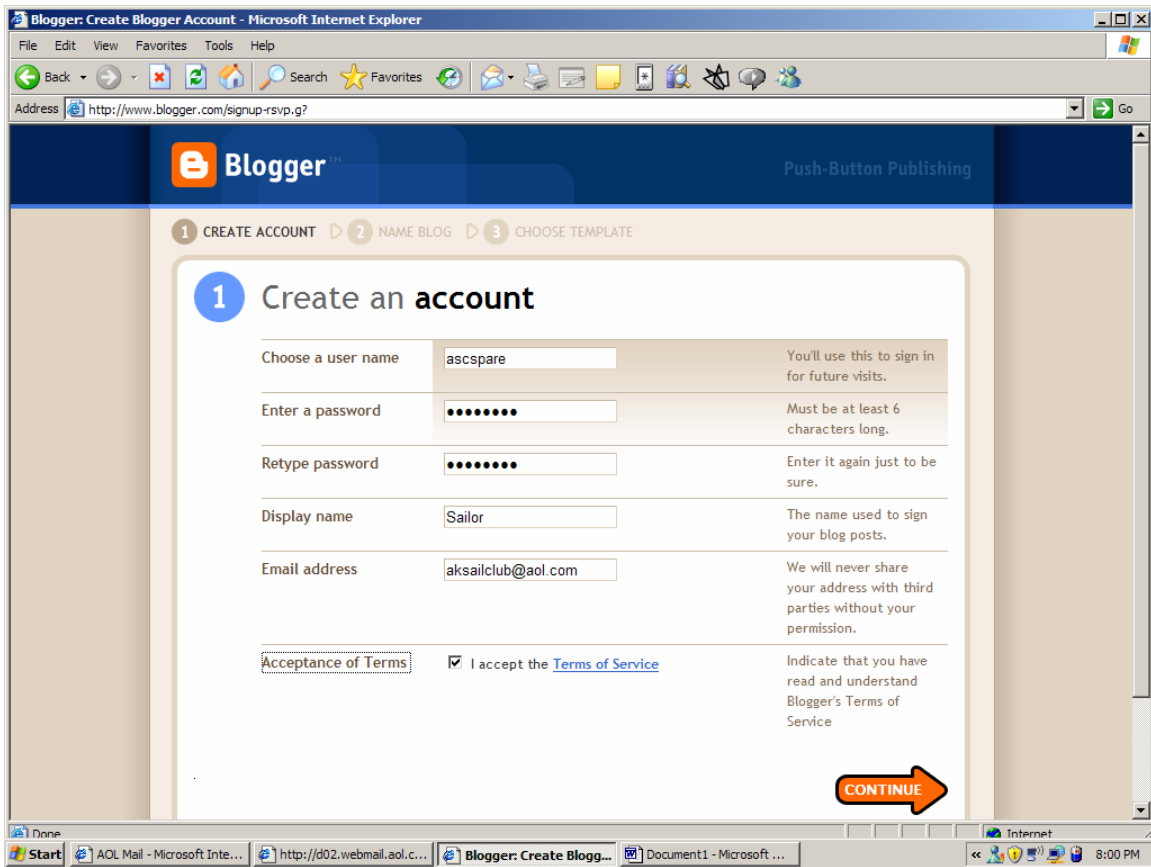 Blogger: Create Blogger Account - Microsoft Internet Explorer
File Edit View Favorites Tools Help
Back Search Favorites
Address http://www.blogger.com/signup-rsvp.g? Go
Blogger™
Push-Button Publishing
1 CREATE ACCOUNT 2 NAME BLOG 3 CHOOSE TEMPLATE
1 Create an account
Choose a user name ascspare You'll use this to sign in
for future visits.
Enter a password •••••••• Must be at least 6
characters long.
Retype password •••••••• Enter it again just to be
sure.
Display name Sailor The name used to sign
your blog posts.
Email address aksailclub@aol.com We will never share
your address with third
parties without your
permission.
Acceptance of Terms I accept the Terms of Service Indicate that you have
read and understand
Blogger's Terms of
Service
CONTINUE
Done Internet
Start AOL Mail - Microsoft Inte... http://d02.webmail.aol.c... Blogger: Create Blogg... Document1 - Microsoft ... 8:00 PM